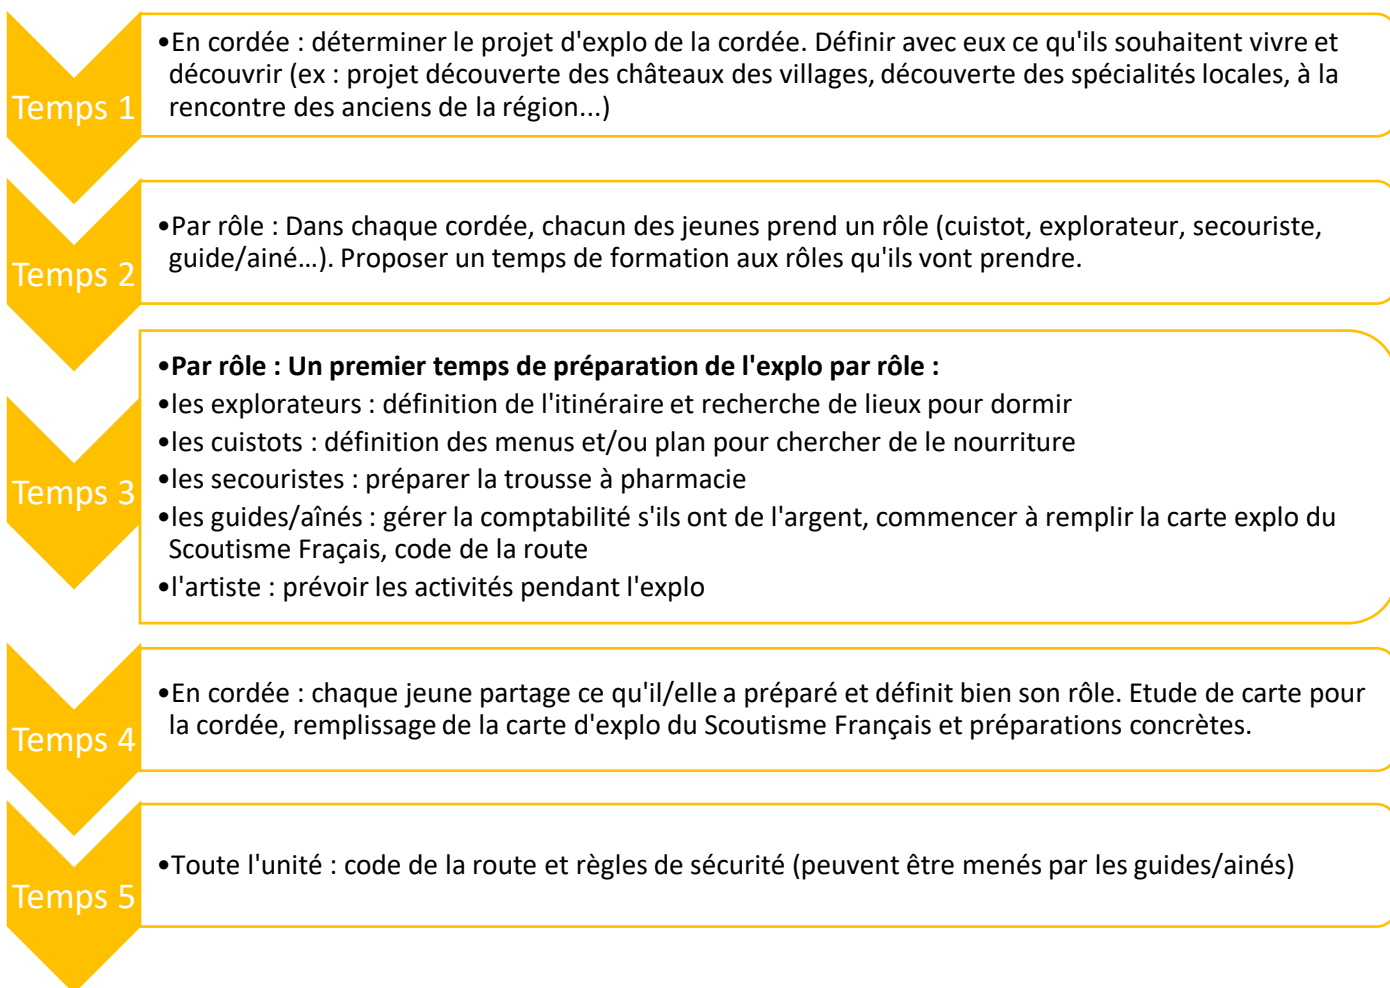 Temps 1
•En cordée : déterminer le projet d'explo de la cordée. Définir avec eux ce qu'ils souhaitent vivre et
découvrir (ex : projet découverte des châteaux des villages, découverte des spécialités locales, à la
rencontre des anciens de la région...)
Temps 2
•Par rôle : Dans chaque cordée, chacun des jeunes prend un rôle (cuistot, explorateur, secouriste,
guide/ainé…). Proposer un temps de formation aux rôles qu'ils vont prendre.
Temps 3
•Par rôle : Un premier temps de préparation de l'explo par rôle :
•les explorateurs : définition de l'itinéraire et recherche de lieux pour dormir
•les cuistots : définition des menus et/ou plan pour chercher de le nourriture
•les secouristes : préparer la trousse à pharmacie
•les guides/aînés : gérer la comptabilité s'ils ont de l'argent, commencer à remplir la carte explo du
Scoutisme Fraçais, code de la route
•l'artiste : prévoir les activités pendant l'explo
Temps 4
•En cordée : chaque jeune partage ce qu'il/elle a préparé et définit bien son rôle. Etude de carte pour
la cordée, remplissage de la carte d'explo du Scoutisme Français et préparations concrètes.
Temps 5
•Toute l'unité : code de la route et règles de sécurité (peuvent être menés par les guides/ainés)